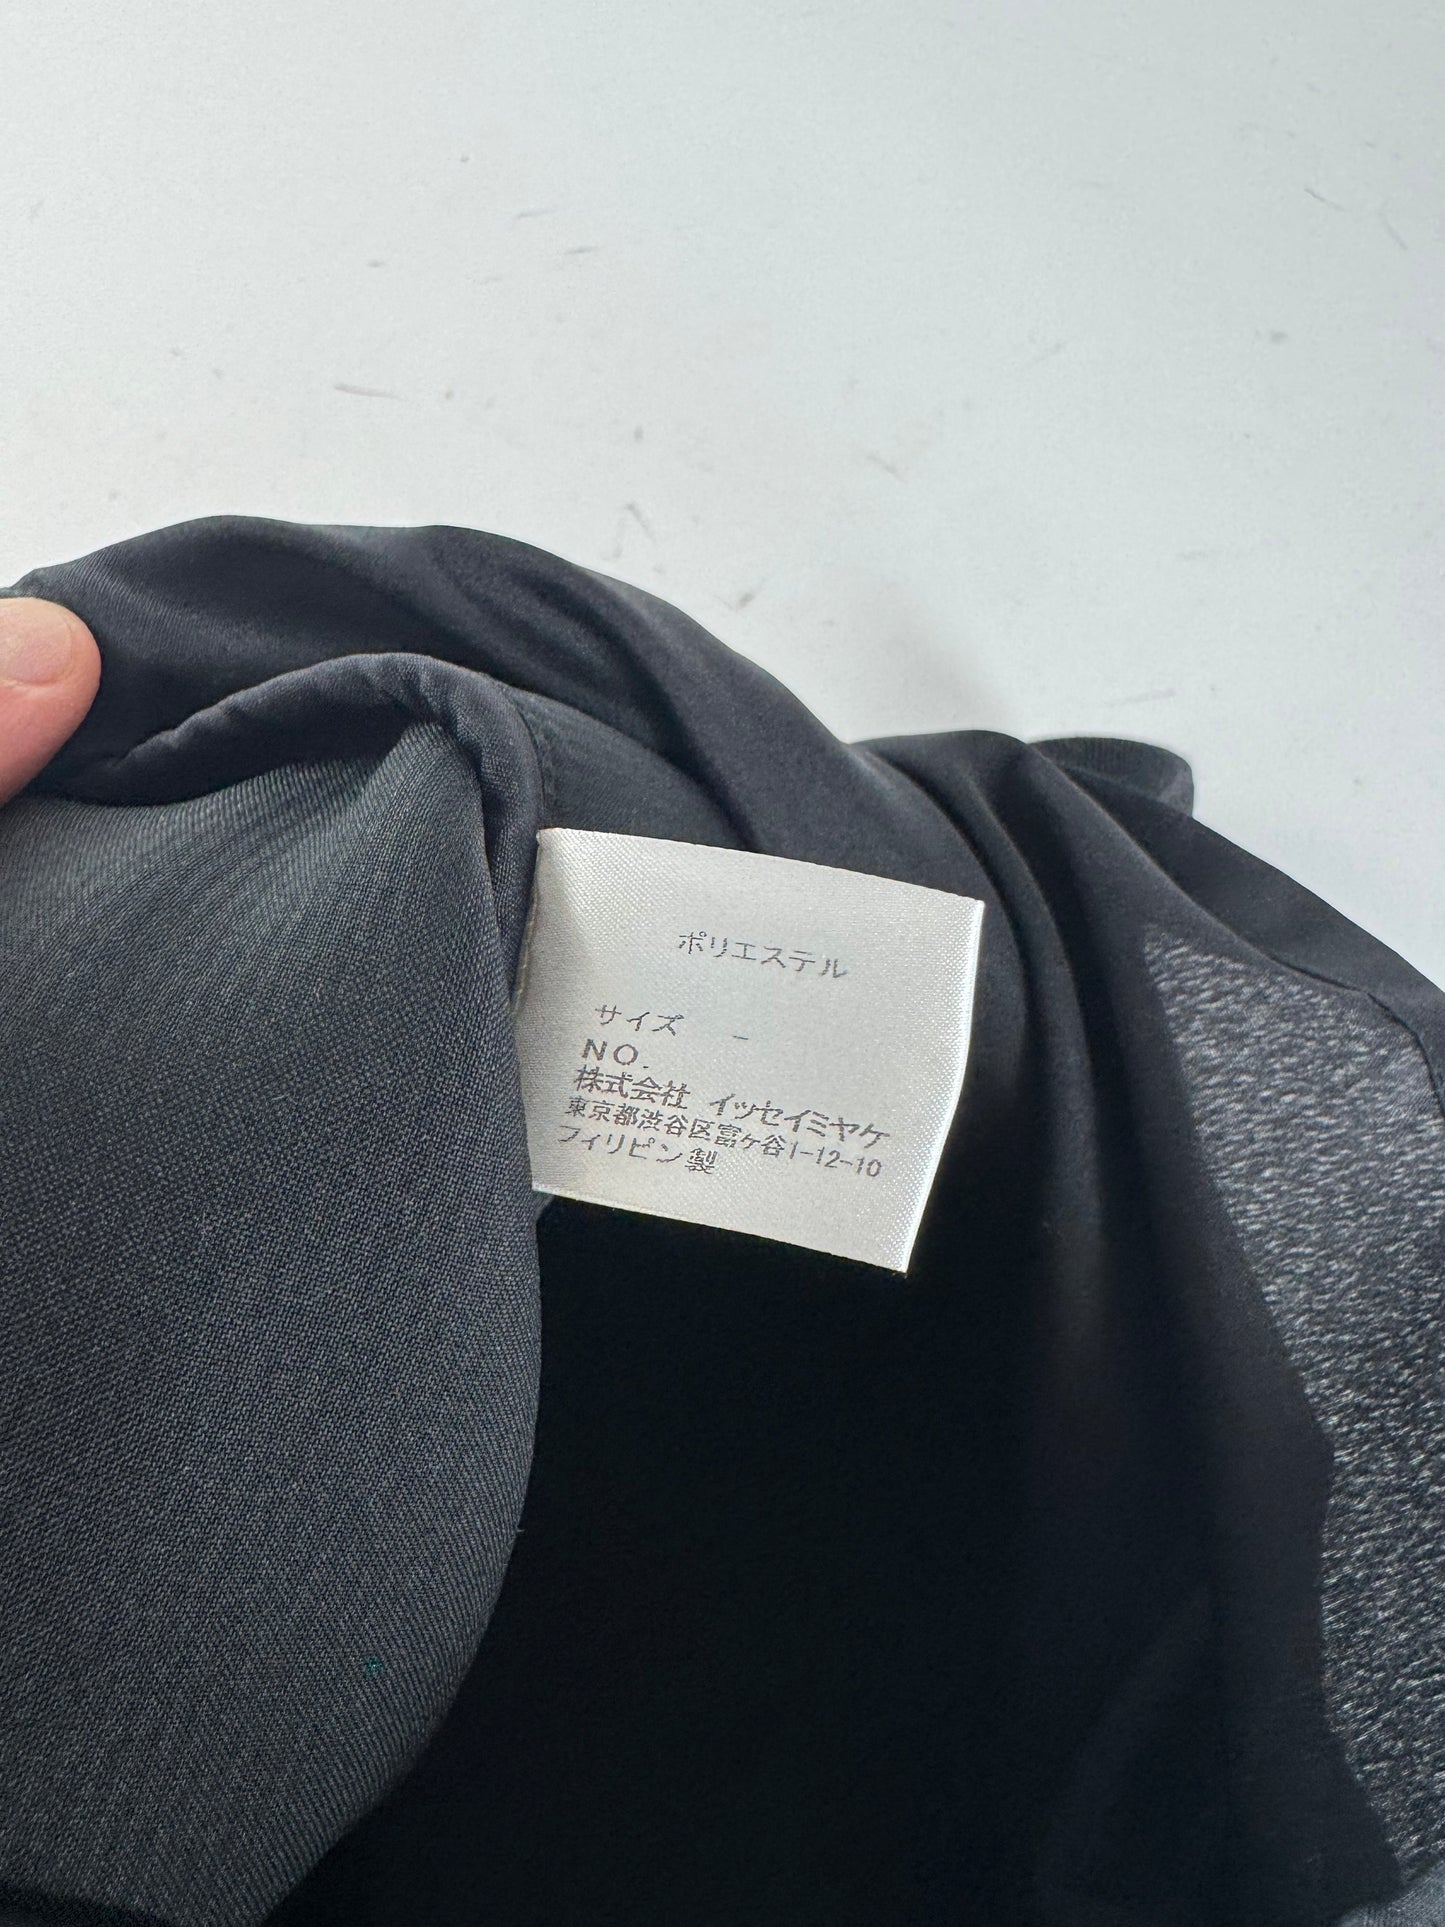 ポリエステル
サイズ －
NO.
株式会社 イッセイミヤケ
東京都渋谷区富ヶ谷1-12-10
フィリピン製